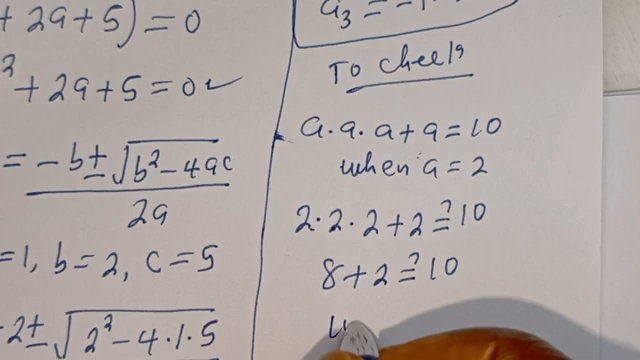 + 2a + 5) = 0
² + 2a + 5 = 0 ✓
= -b ± √b² - 4ac
2a
= 1, b = 2, c = 5
-2 ± √2² - 4·1·5
a₃ = -1
To Check
a·a·a + a = 10
when a = 2
2·2·2 + 2 ≟ 10
8 + 2 ≟ 10